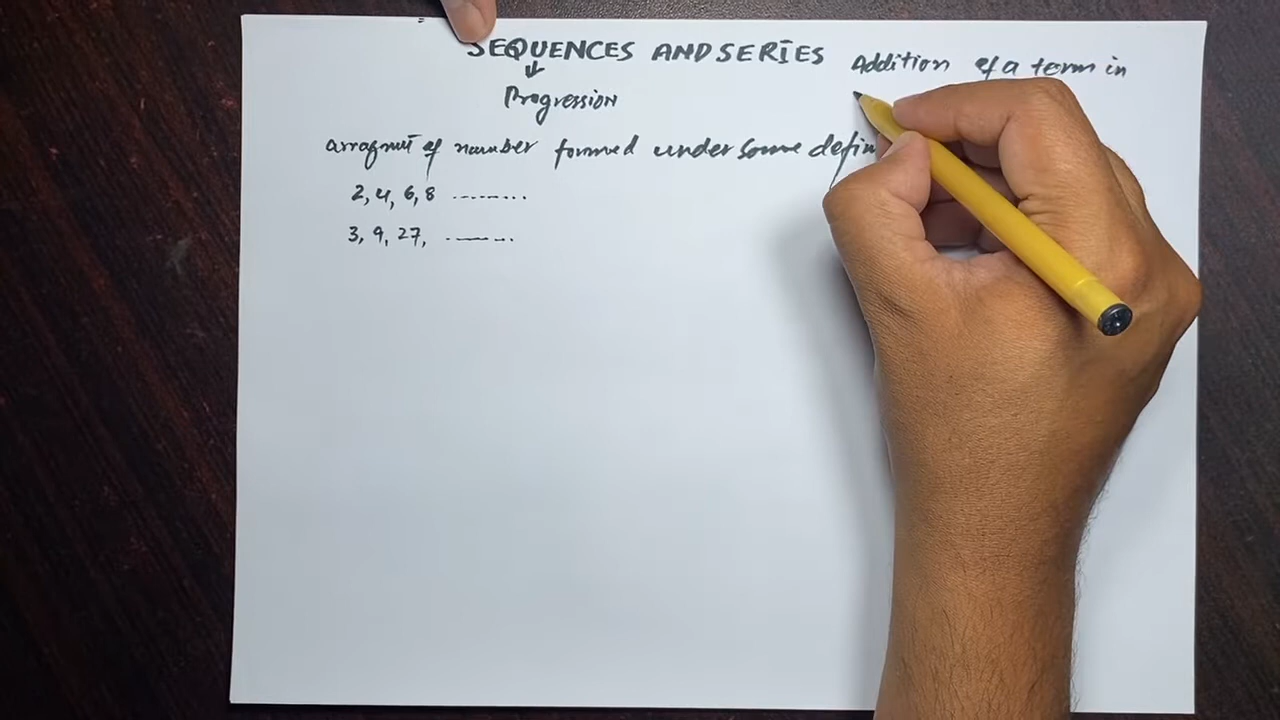 SEQUENCES AND SERIES
Addition of a term in
Progression
of number formed under some defin
2, 4, 6, 8 ........
3, 9, 27, ........